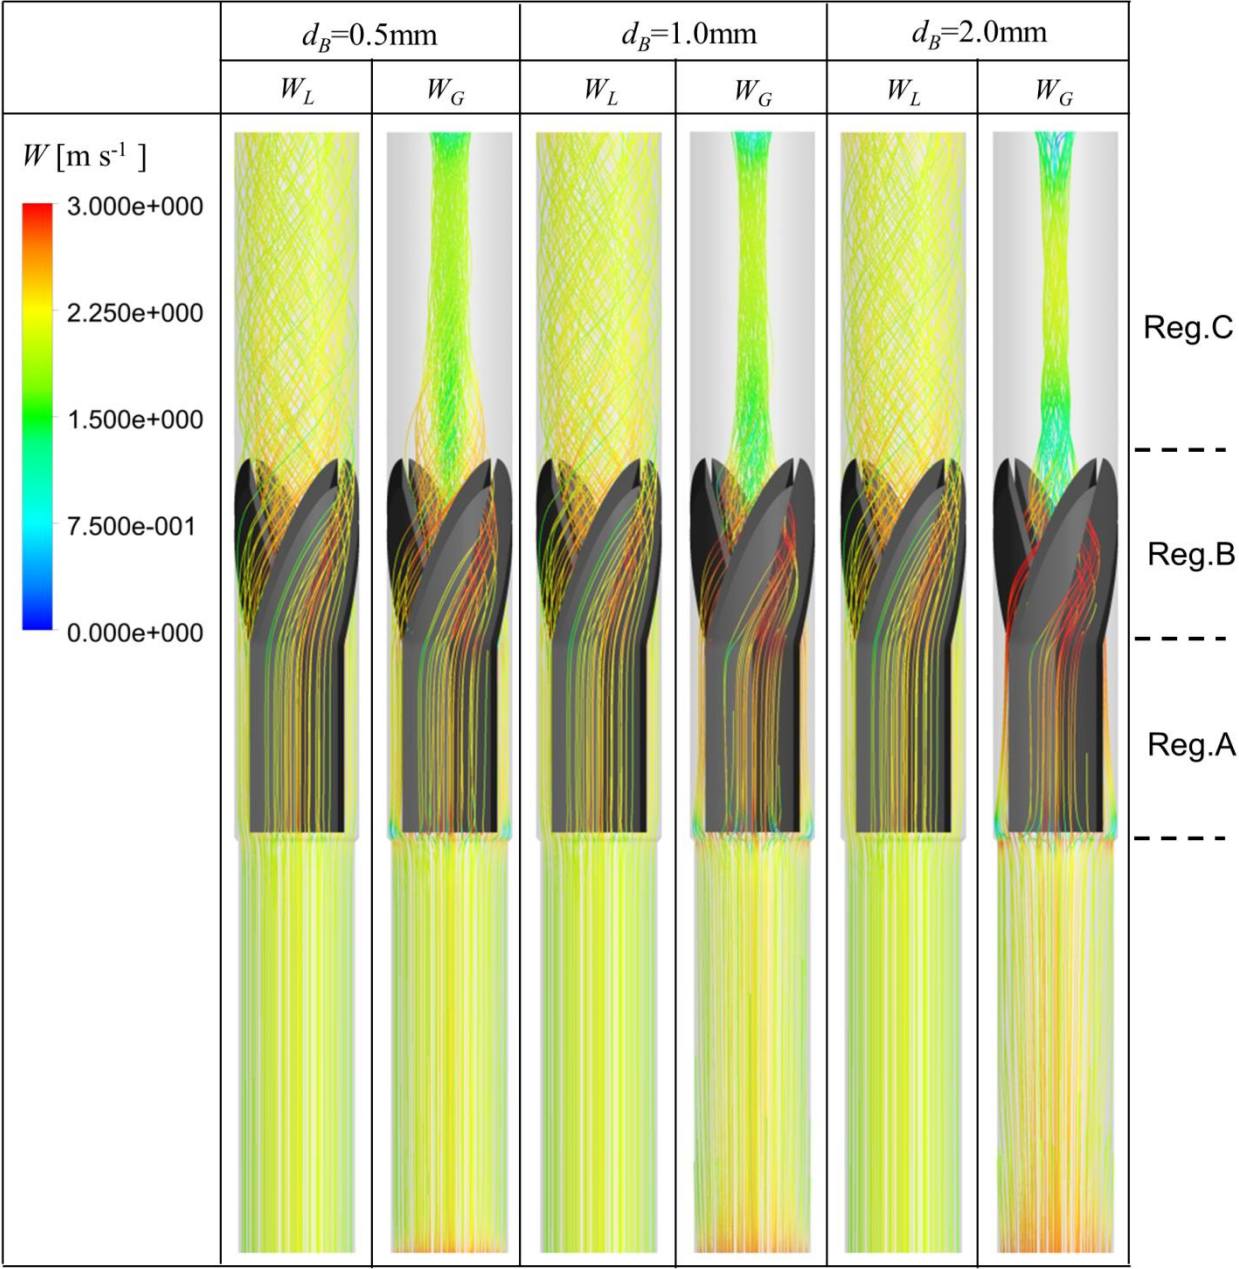 d_B=0.5mm d_B=1.0mm d_B=2.0mm
W_L W_G W_L W_G W_L W_G
W [m s⁻¹ ]
3.000e+000
2.250e+000
1.500e+000
7.500e-001
0.000e+000
Reg.C
Reg.B
Reg.A